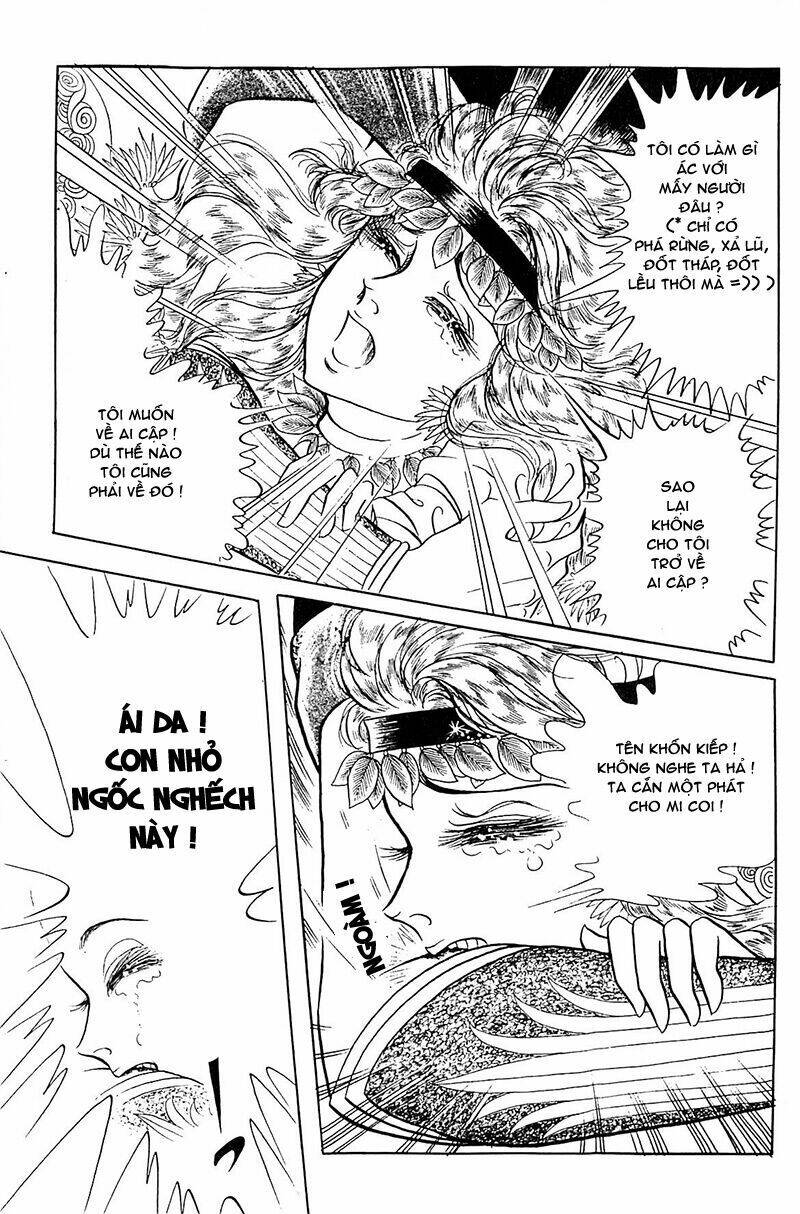 TÔI CÓ LÀM GÌ
ÁC VỚI
MẤY NGƯỜI
ĐÂU ?
(* CHỈ CÓ
PHÁ RỪNG, XẢ LŨ,
ĐỐT THÁP, ĐỐT
LỀU THÔI MÀ =)) )
TÔI MUỐN
VỀ AI CẬP !
DÙ THẾ NÀO
TÔI CŨNG
PHẢI VỀ ĐÓ !
SAO
LẠI
KHÔNG
CHO TÔI
TRỞ VỀ
AI CẬP ?
TÊN KHỐN KIẾP !
KHÔNG NGHE TA HẢ !
TA CẮN MỘT PHÁT
CHO MI COI !
NGOÀM !
ÁI DA !
CON NHỎ
NGỐC NGHẾCH
NÀY !